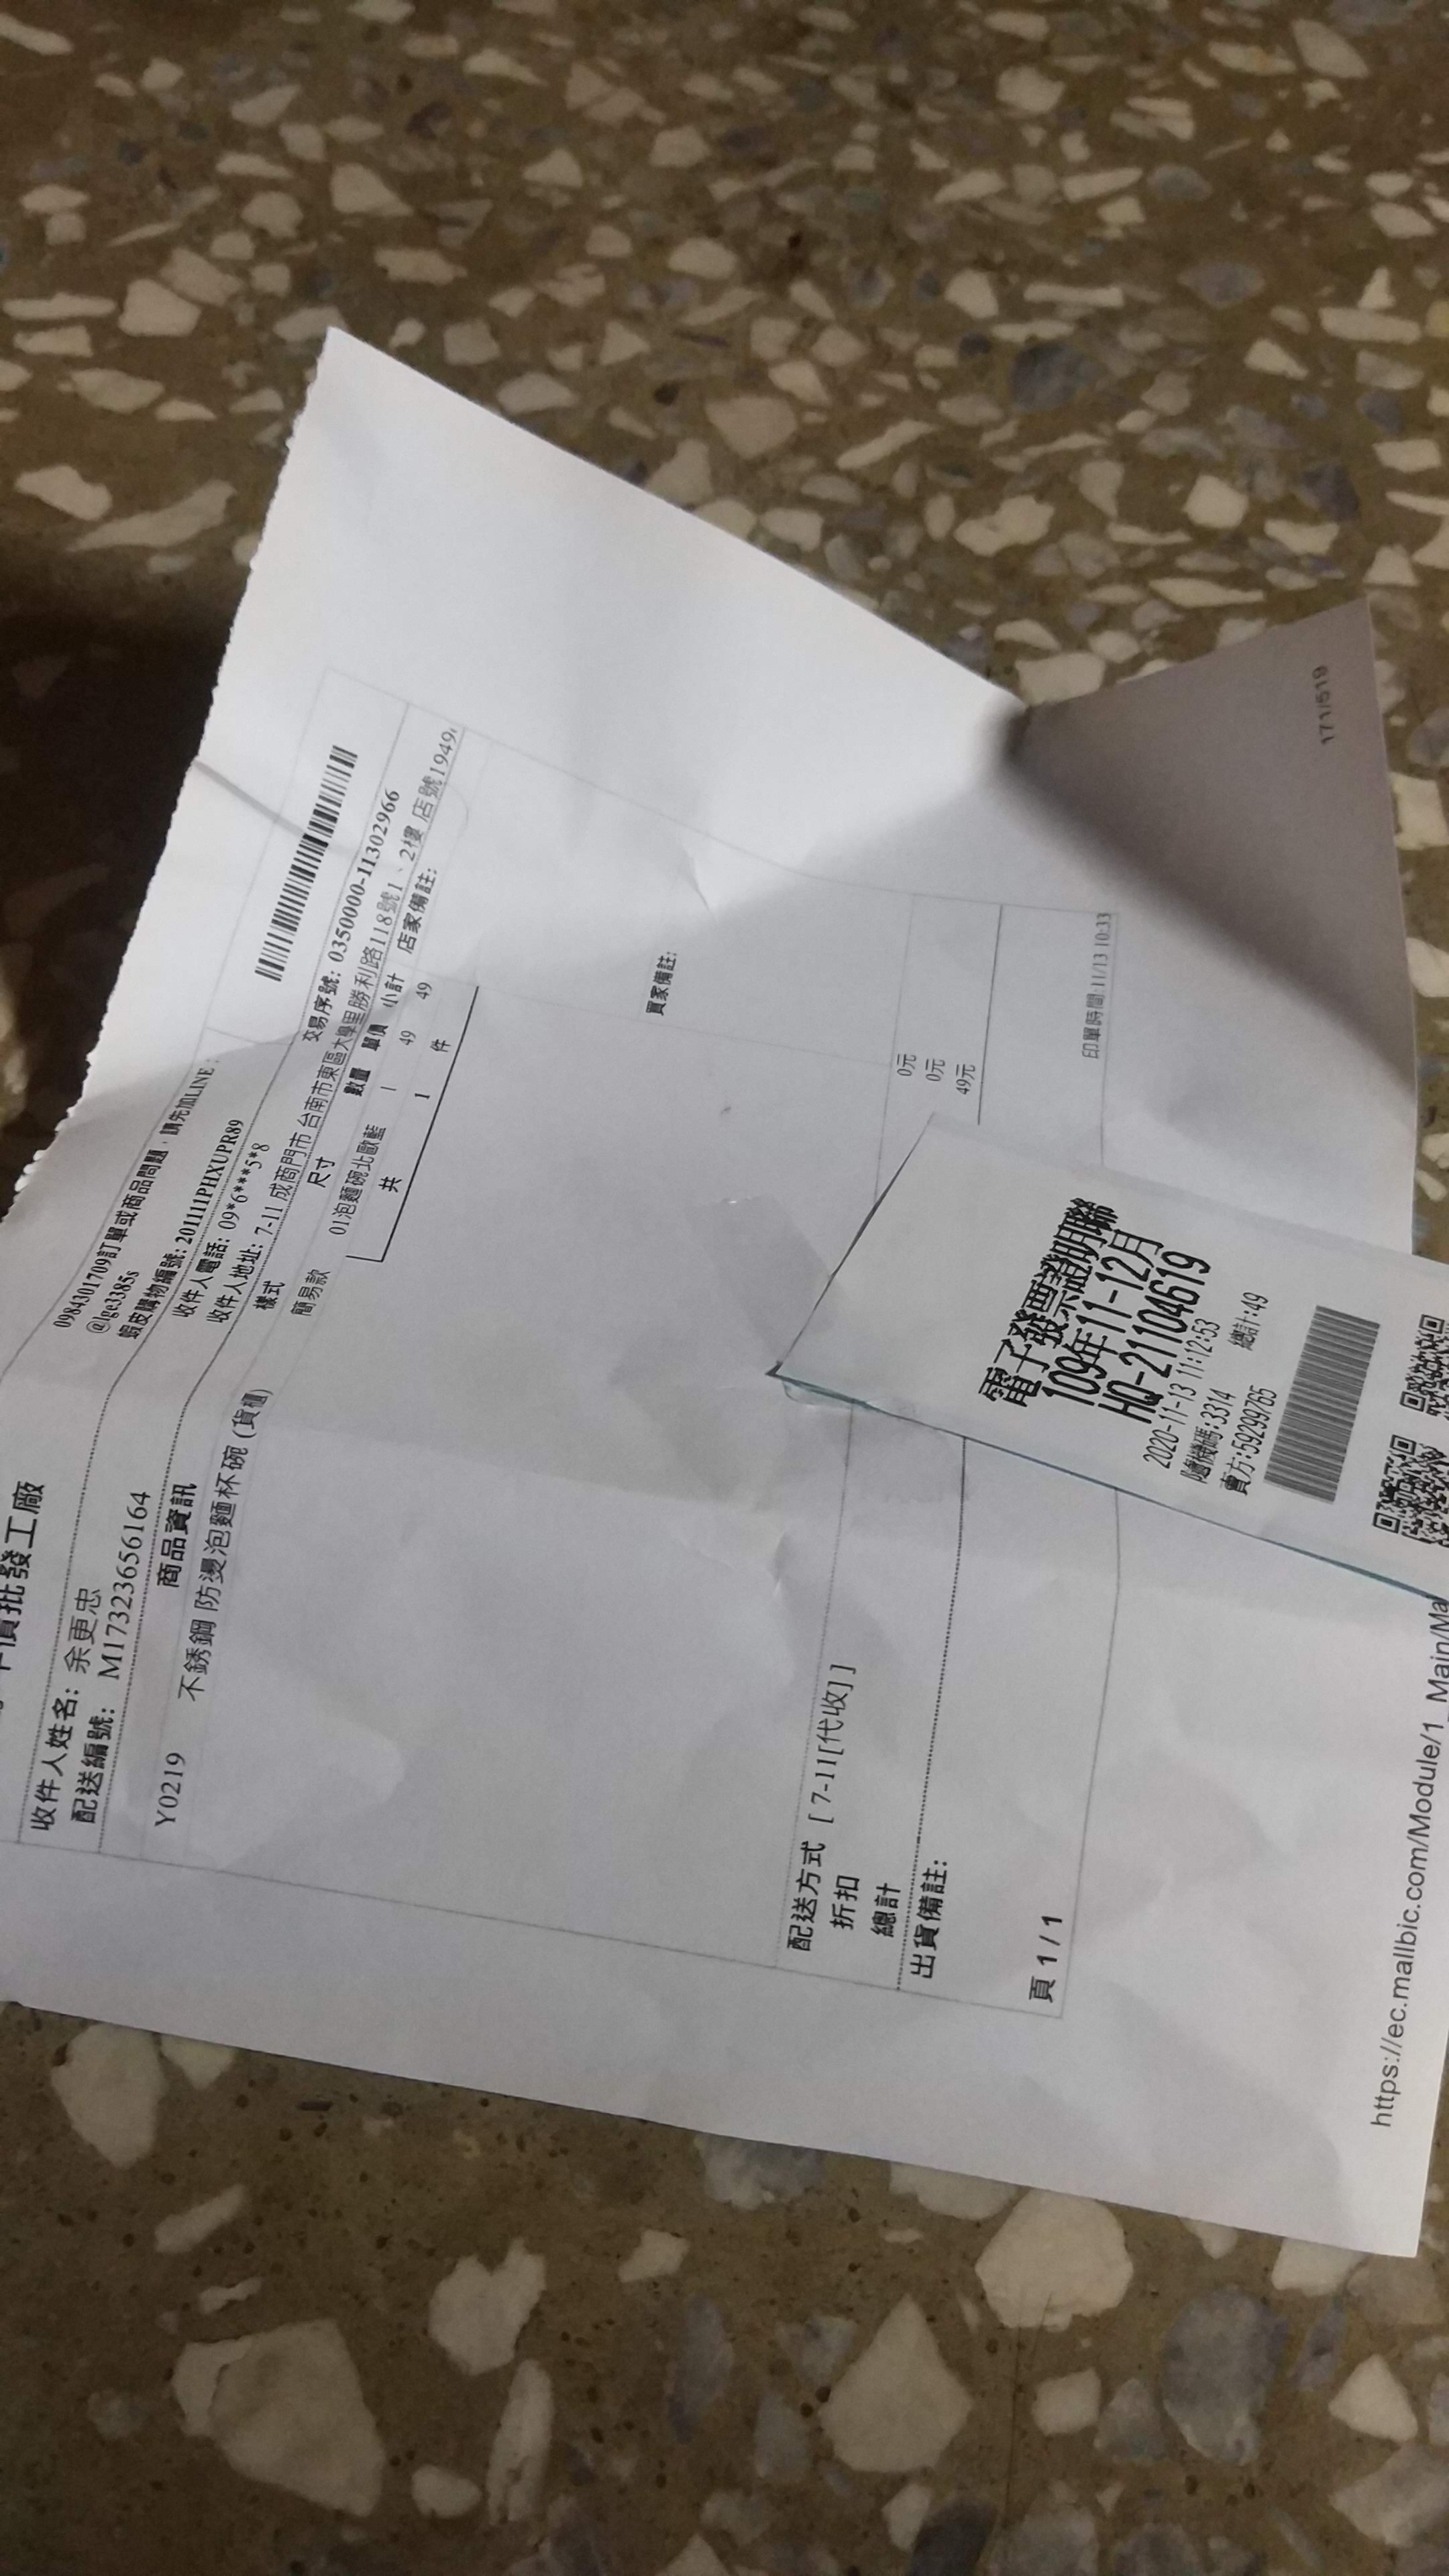 價批發工廠
0984301709訂單或商品問題，請先加LINE：
@lge3385s
收件人姓名: 余更忠
蝦皮購物編號: 201111PHXUPR89
配送編號: M17323656164
收件人電話: 09*6***5*8
交易序號: 0350000-11302966
收件人地址: 7-11 成商門市 台南市東區大學里勝利路118號1、2樓 店號1949
商品資訊 樣式 尺寸 數量 單價 小計 店家備註:
Y0219 不銹鋼 防燙泡麵杯碗 (貨櫃) 簡易款 01泡麵碗北歐藍 1 49 49
共 1 件
買家備註:
配送方式 [ 7-11[代收] ] 0元
折扣 0元
總計 49元
出貨備註:
頁 1 / 1
印單時間:11/13 10:33
https://ec.mallbic.com/Module/1_Main/Ma
171/519
電子發票證明聯
109年11-12月
HQ-21104619
2020-11-13 11:12:53
隨機碼:3314 總計:49
賣方:59299765